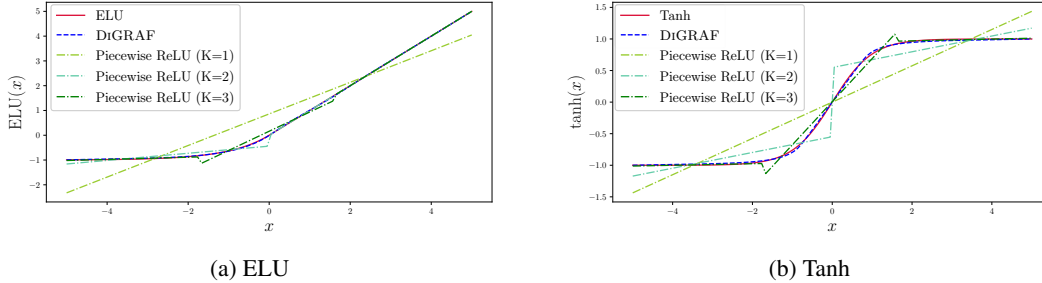 ELU
DIGRAF
Piecewise ReLU (K=1)
Piecewise ReLU (K=2)
Piecewise ReLU (K=3)
ELU(x)
5
4
3
2
1
0
−1
−2
−4
−2
0
2
4
x
(a) ELU
Tanh
DIGRAF
Piecewise ReLU (K=1)
Piecewise ReLU (K=2)
Piecewise ReLU (K=3)
tanh(x)
1.5
1.0
0.5
0.0
−0.5
−1.0
−1.5
−4
−2
0
2
4
x
(b) Tanh